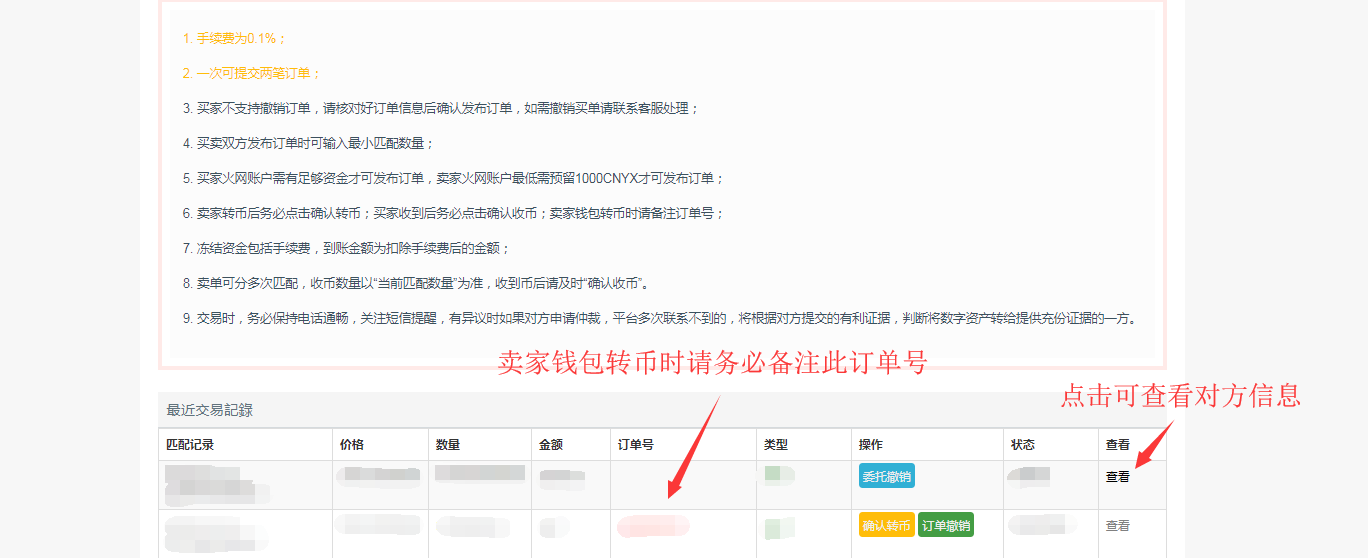 1. 手续费为0.1%；
2. 一次可提交两笔订单；
3. 买家不支持撤销订单，请核对好订单信息后确认发布订单，如需撤销买单请联系客服处理；
4. 买卖双方发布订单时可输入最小匹配数量；
5. 买家火网账户需有足够资金才可发布订单，卖家火网账户最低需预留1000CNYX才可发布订单；
6. 卖家转币后务必点击确认转币；买家收到后务必点击确认收币；卖家钱包转币时请备注订单号；
7. 冻结资金包括手续费，到账金额为扣除手续费后的金额；
8. 卖单可分多次匹配，收币数量以“当前匹配数量”为准，收到币后请及时“确认收币”。
9. 交易时，务必保持电话通畅，关注短信提醒，有异议时如果对方申请仲裁，平台多次联系不到的，将根据对方提交的有利证据，判断将数字资产转给提供充份证据的一方。
卖家钱包转币时请务必备注此订单号
点击可查看对方信息
最近交易記錄
匹配记录 价格 数量 金额 订单号 类型 操作 状态 查看
委托撤销 查看
确认转币 订单撤销 查看